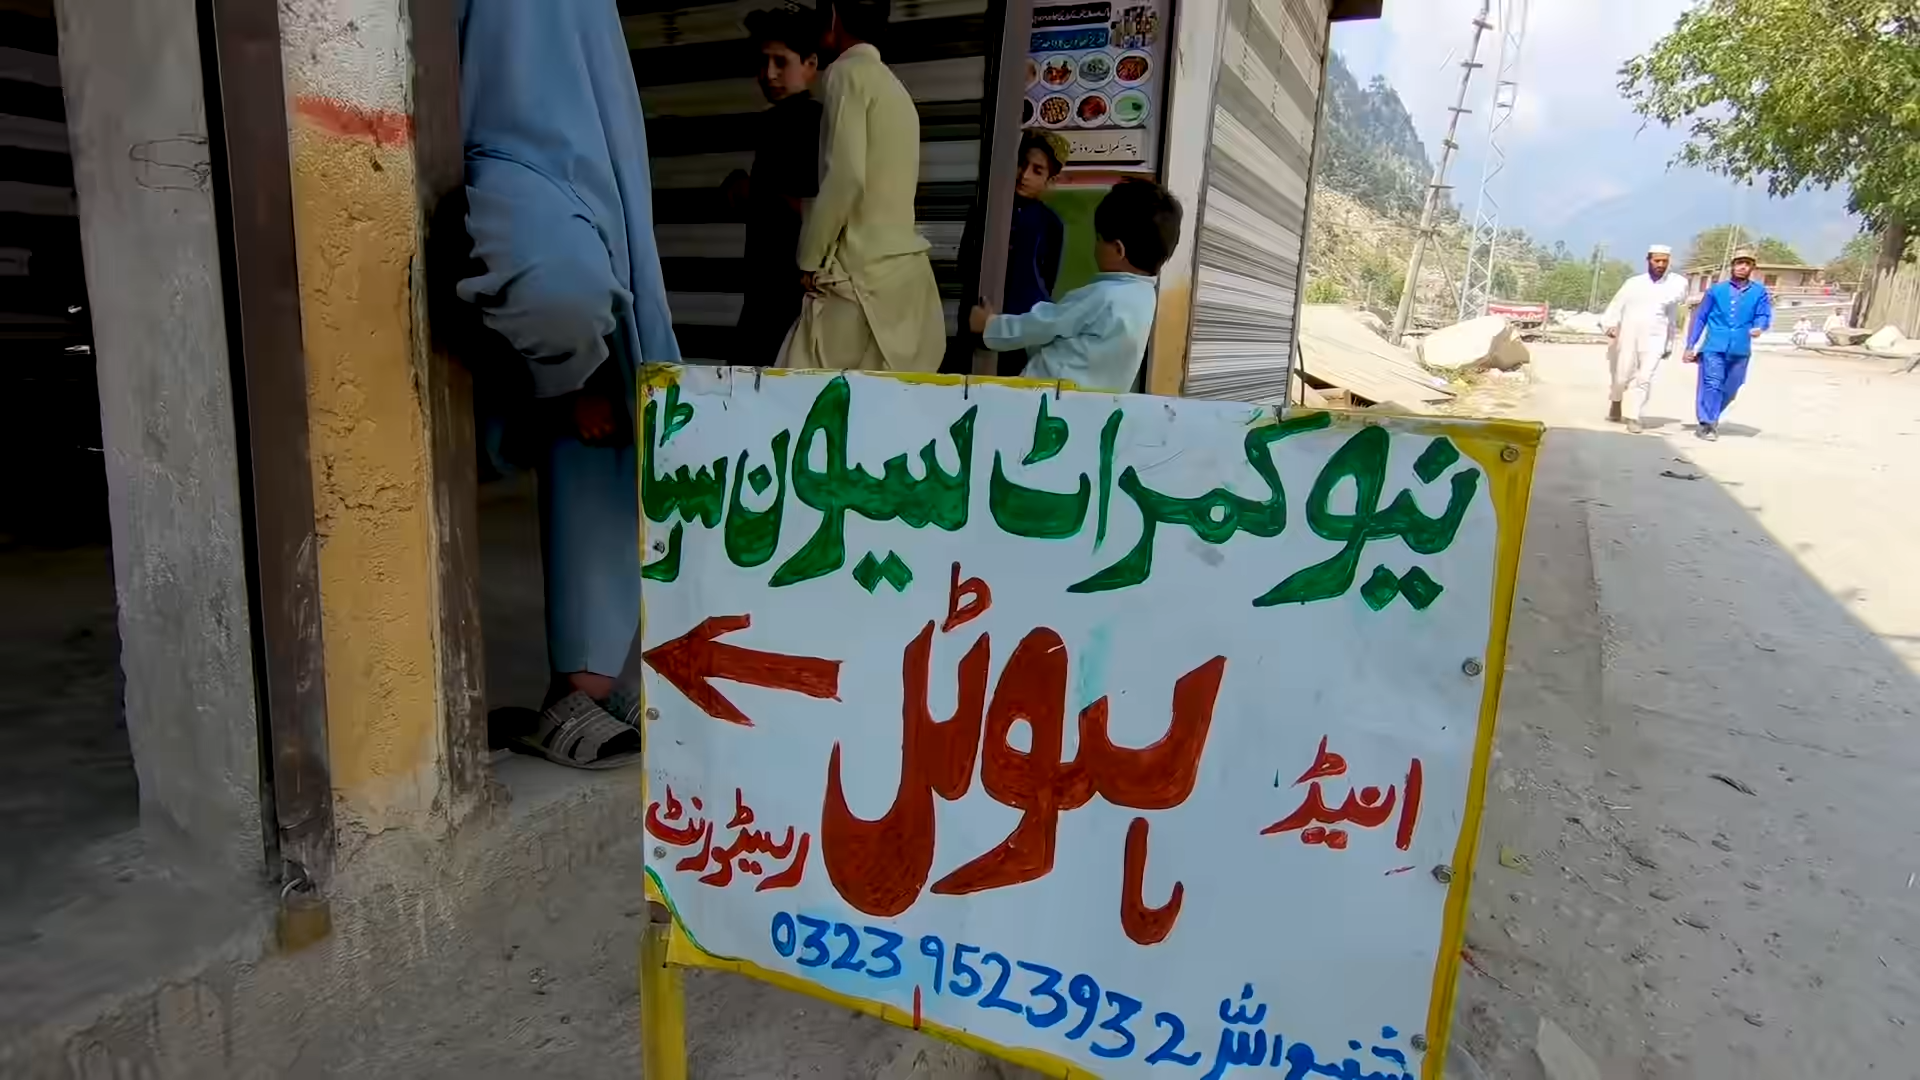 نیو کمراٹ سیون سٹار
ہوٹل
اینڈ
ریسٹورنٹ
0323 9523932